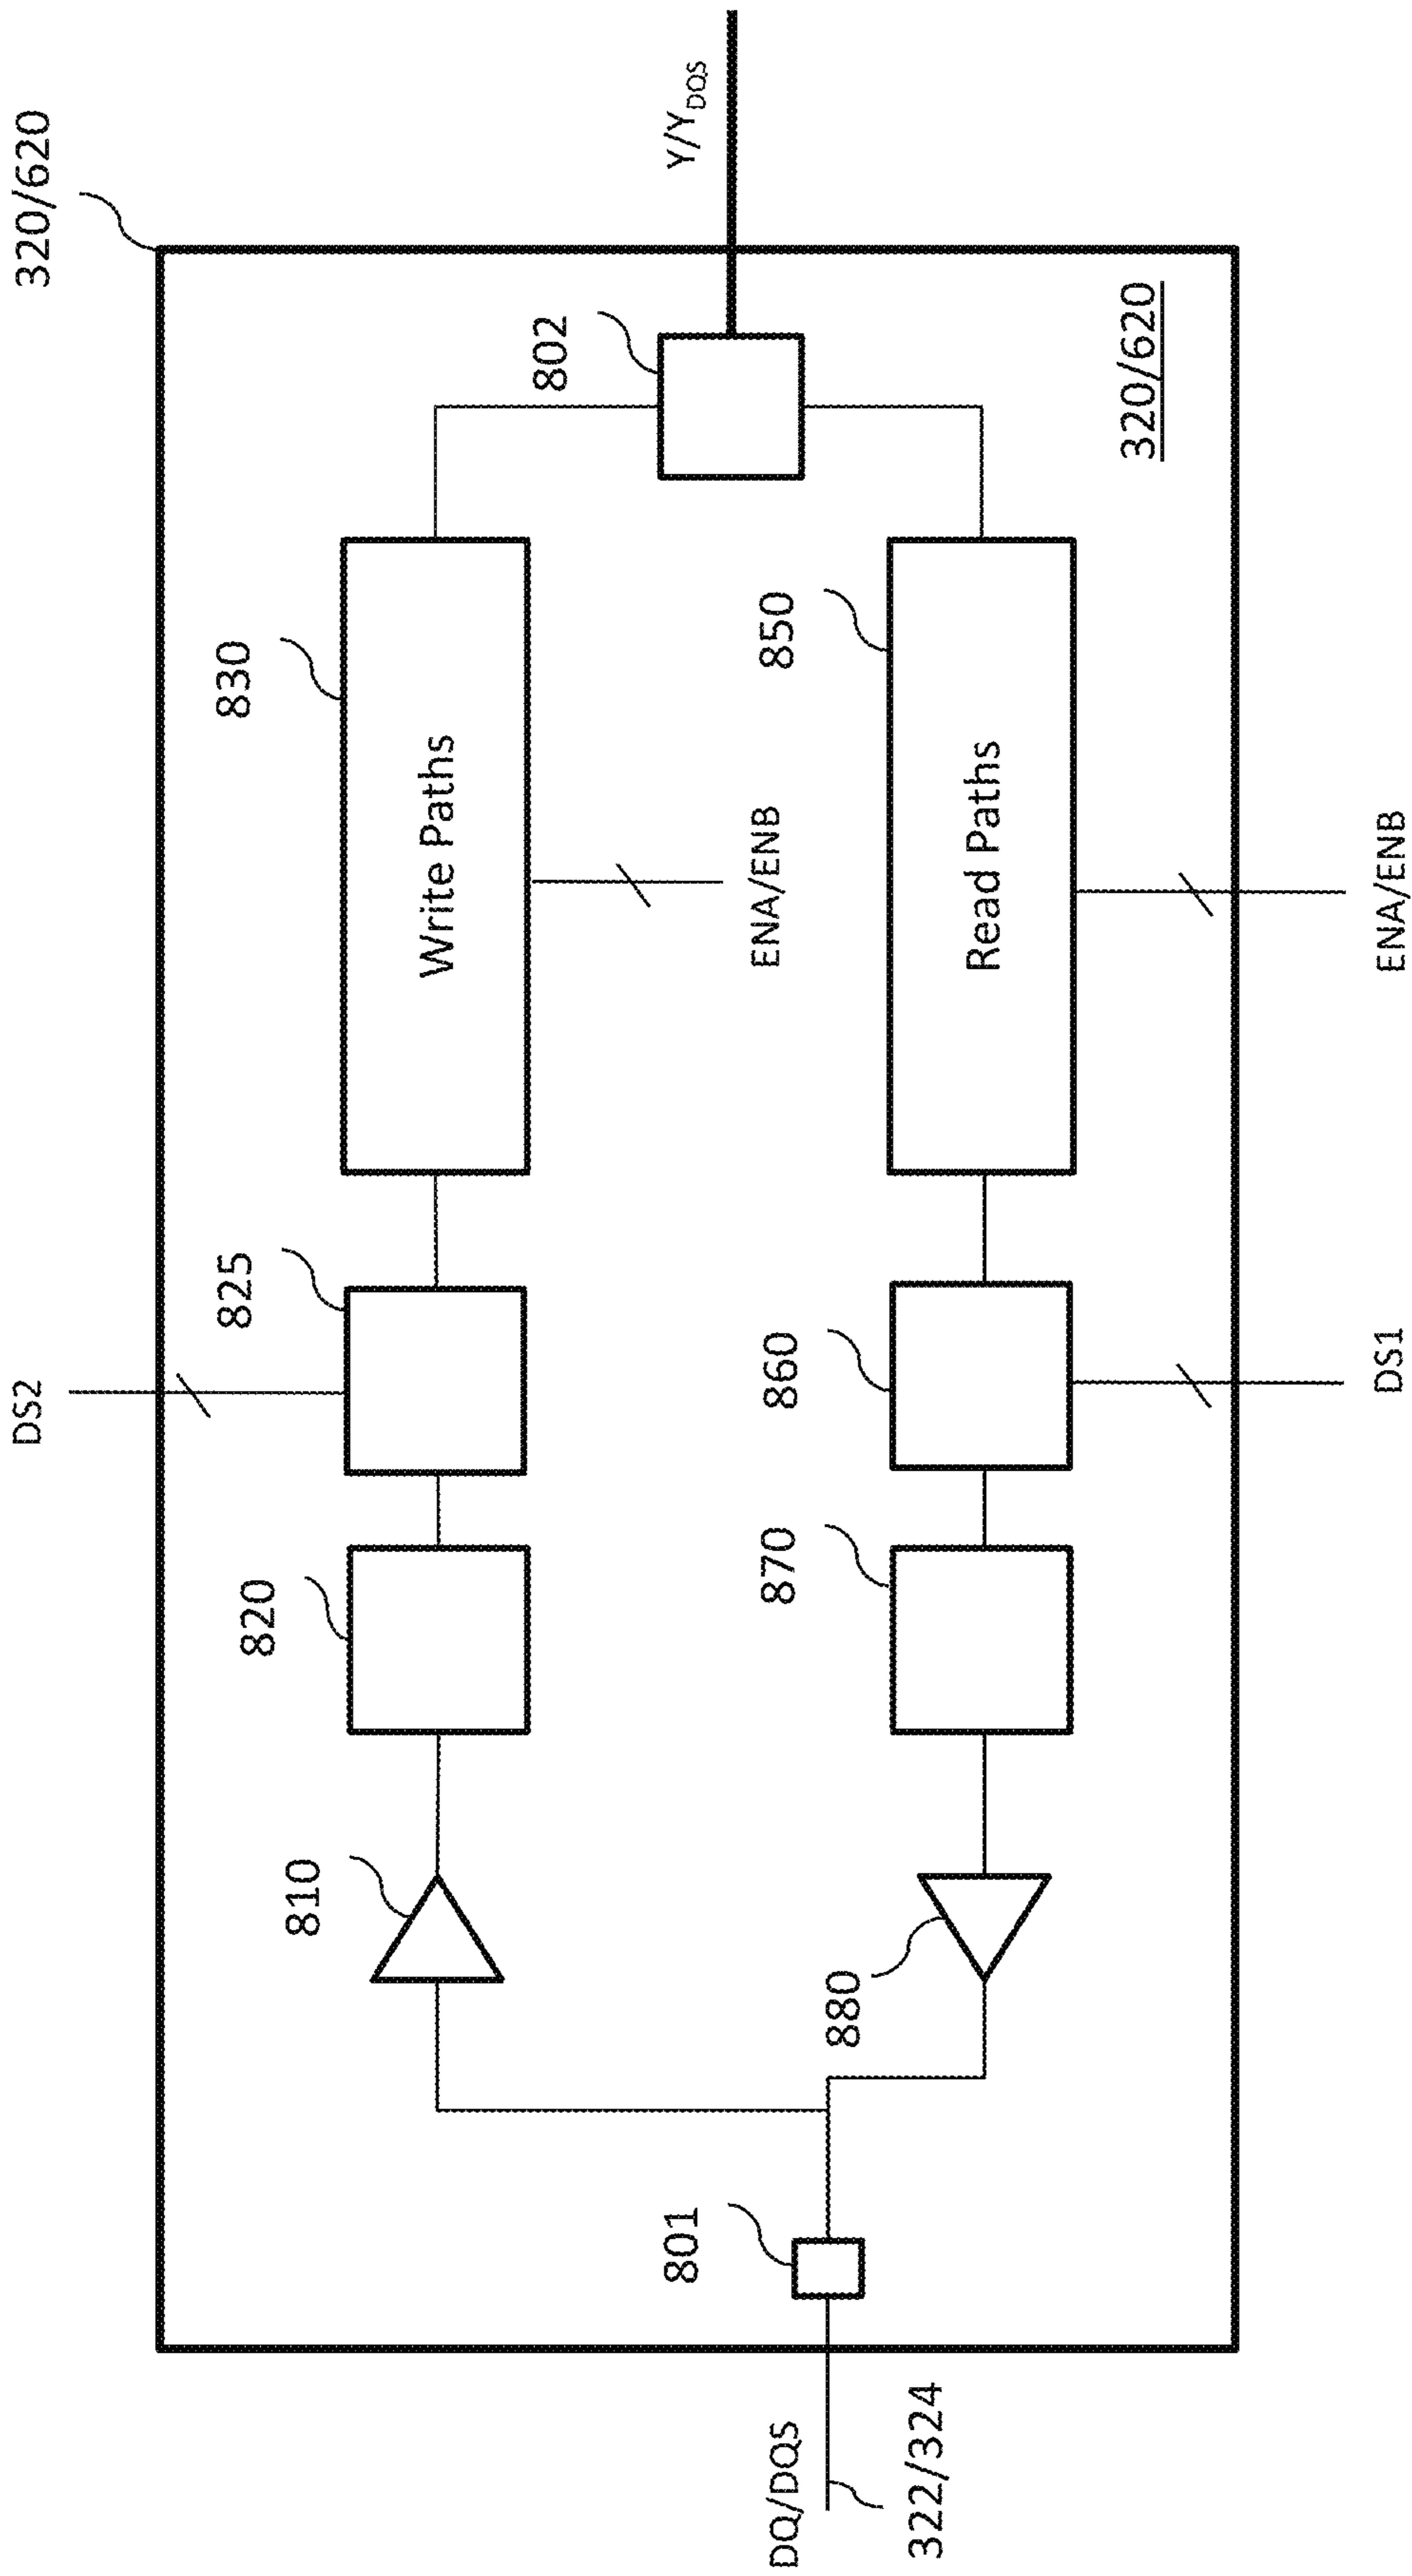 320/620
DS2
820
825
830
810
802
Write Paths
Y/YDQS
ENA/ENB
801
DQ/DQS
322/324
880
870
860
850
Read Paths
320/620
DS1
ENA/ENB